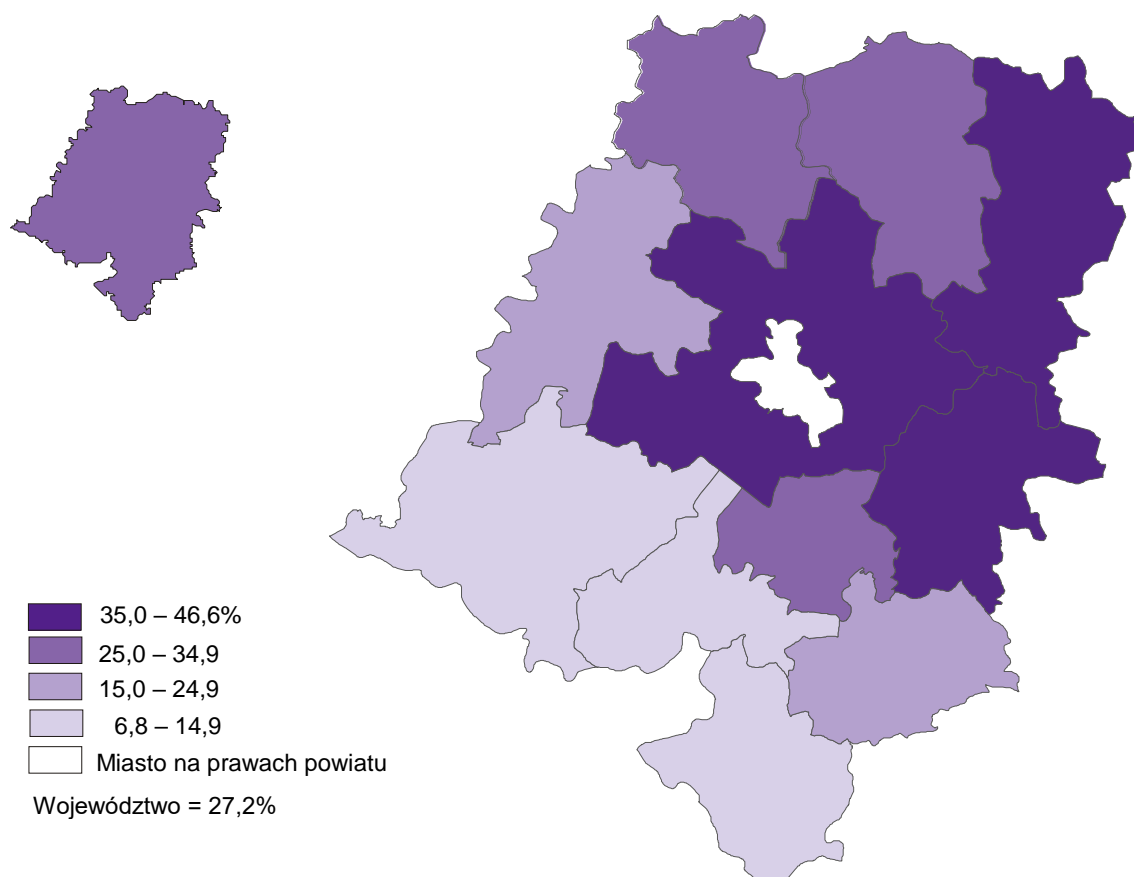 35,0 – 46,6%
25,0 – 34,9
15,0 – 24,9
6,8 – 14,9
Miasto na prawach powiatu
Województwo = 27,2%